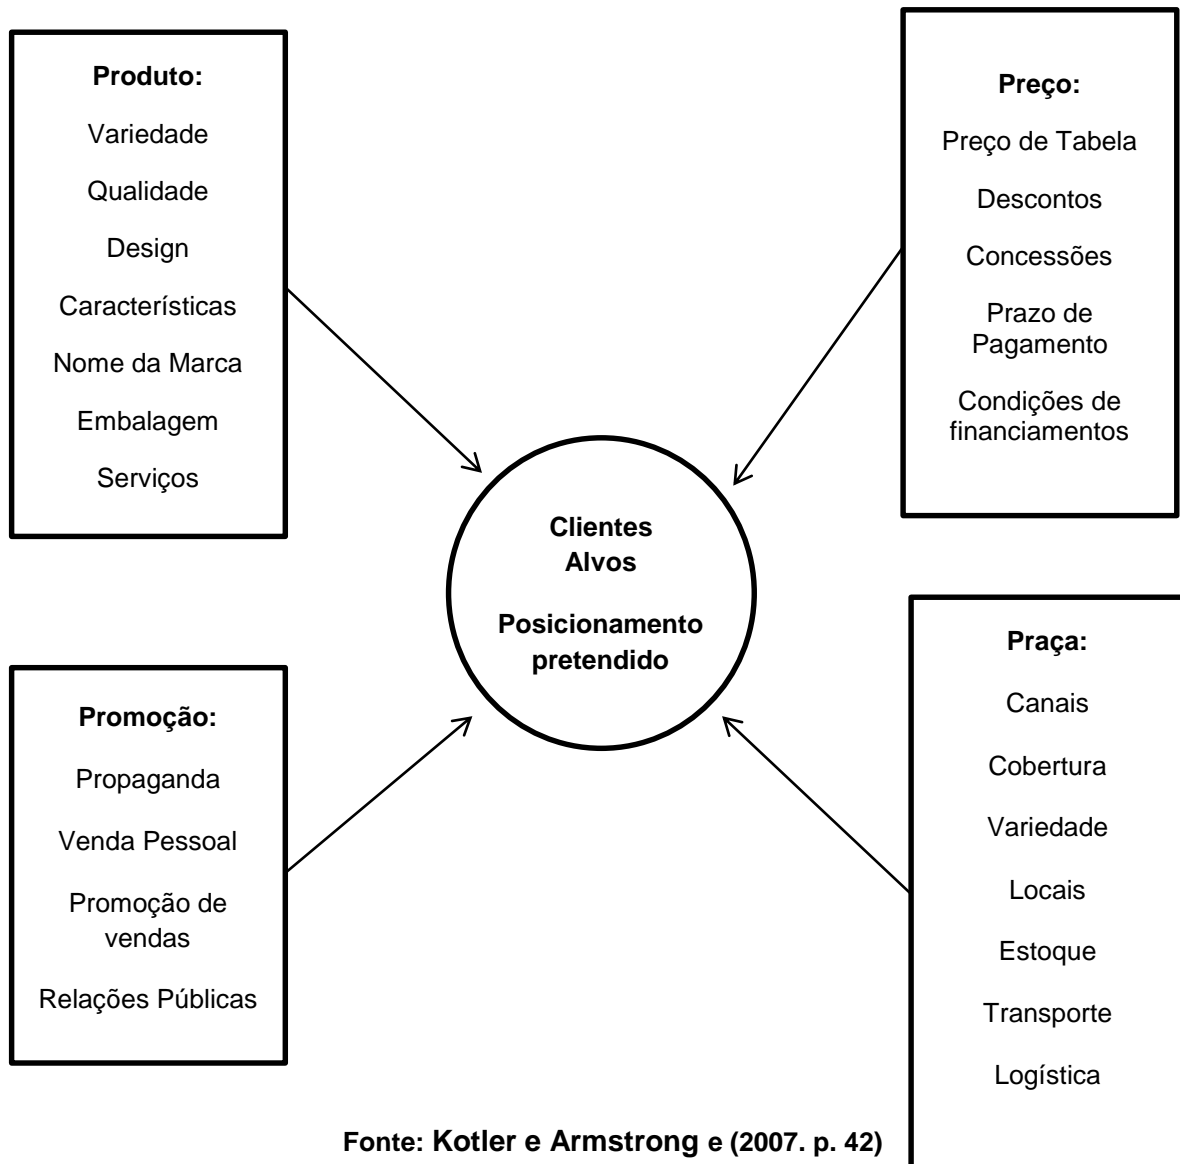 Produto:
Variedade
Qualidade
Design
Característícas
Nome da Marca
Embalagem
Serviços
Preço:
Preço de Tabela
Descontos
Concessões
Prazo de
Pagamento
Condições de
financiamentos
Clientes
Alvos
Posicionamento
pretendido
Promoção:
Propaganda
Venda Pessoal
Promoção de
vendas
Relações Públicas
Praça:
Canais
Cobertura
Variedade
Locais
Estoque
Transporte
Logística
Fonte: Kotler e Armstrong e (2007. p. 42)